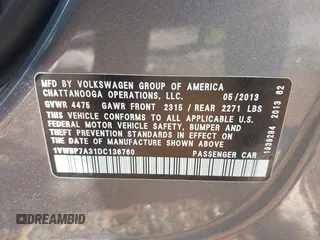 MFD BY VOLKSWAGEN GROUP OF AMERICA
CHATTANOOGA OPERATIONS, LLC. 05/2013
GVWR 4475 GAWR FRONT 2315 / REAR 2271 LBS
THIS VEHICLE CONFORMS TO ALL APPLICABLE U.S.
FEDERAL MOTOR VEHICLE SAFETY, BUMPER AND
THEFT PREVENTION STANDARDS IN EFFECT ON
THE DATE OF MANUFACTURE SHOWN ABOVE.
1VWBP7A31DC136760 PASSENGER CAR
1939294 2013 62
© DREAMBID